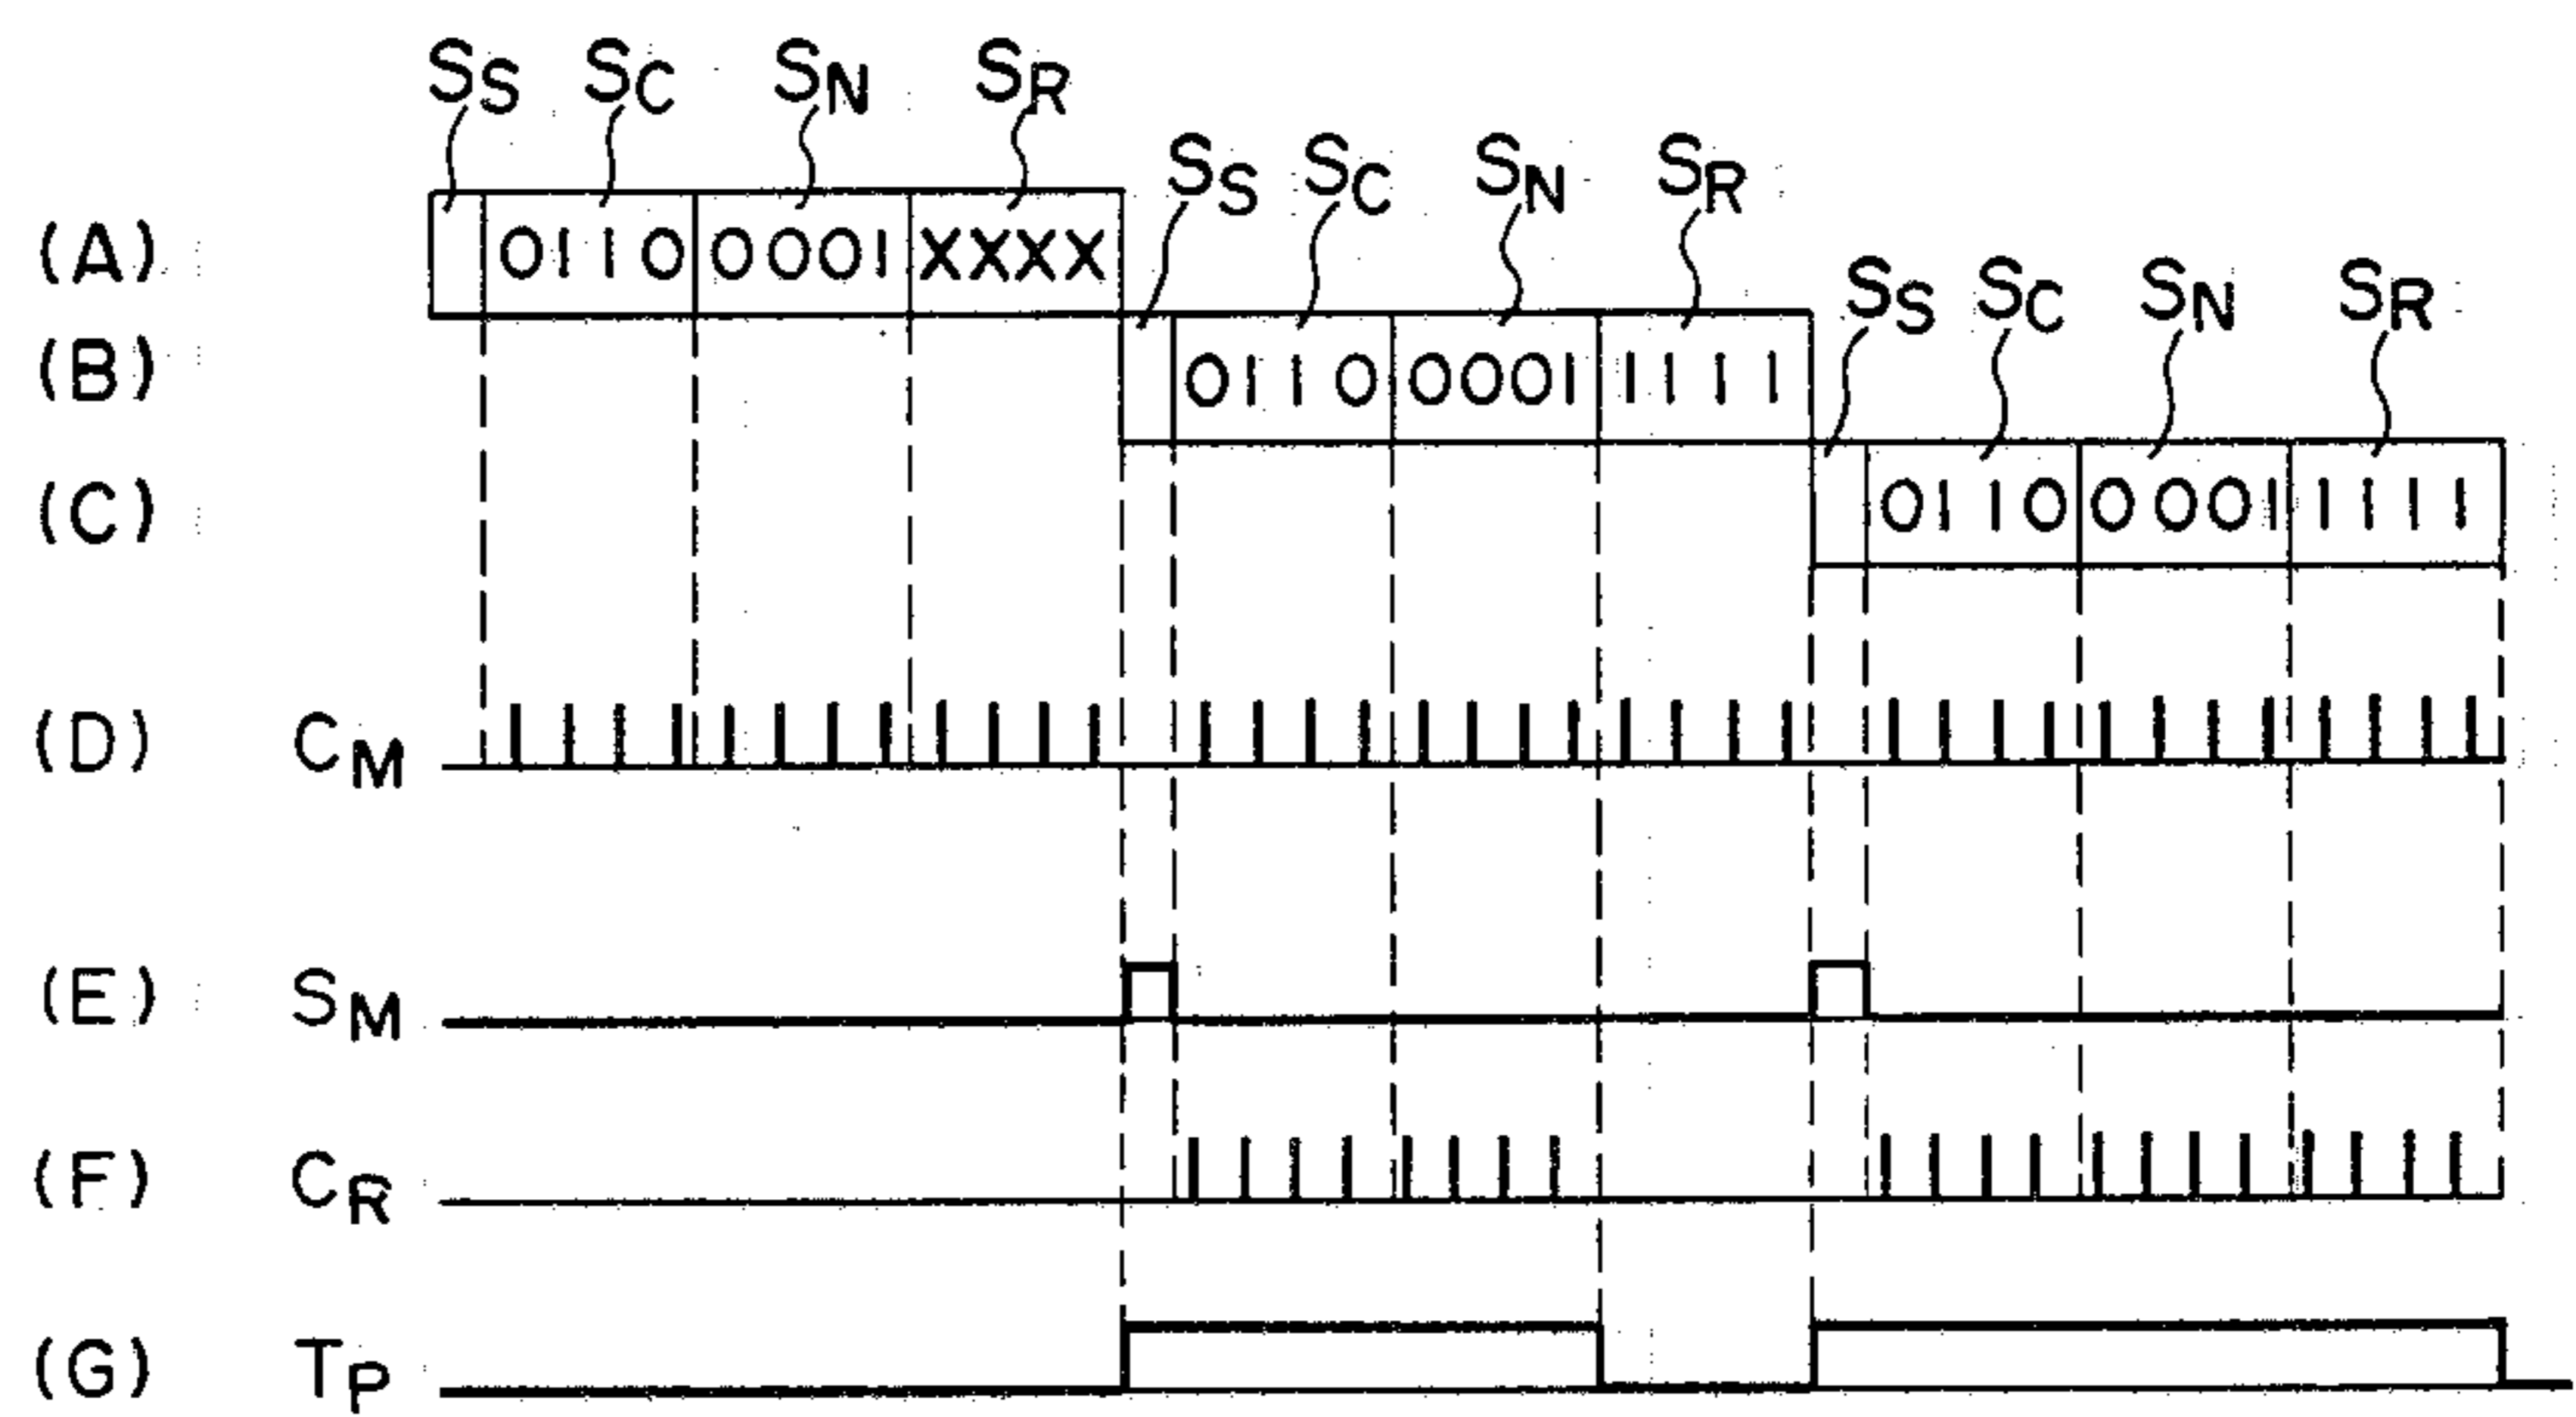 SS SC SN SR
SS SC SN SR
(A) 0110 0001 XXXX
SS SC SN SR
(B) 0110 0001 1111
(C) 0110 0001 1111
(D) CM
(E) SM
(F) CR
(G) TP